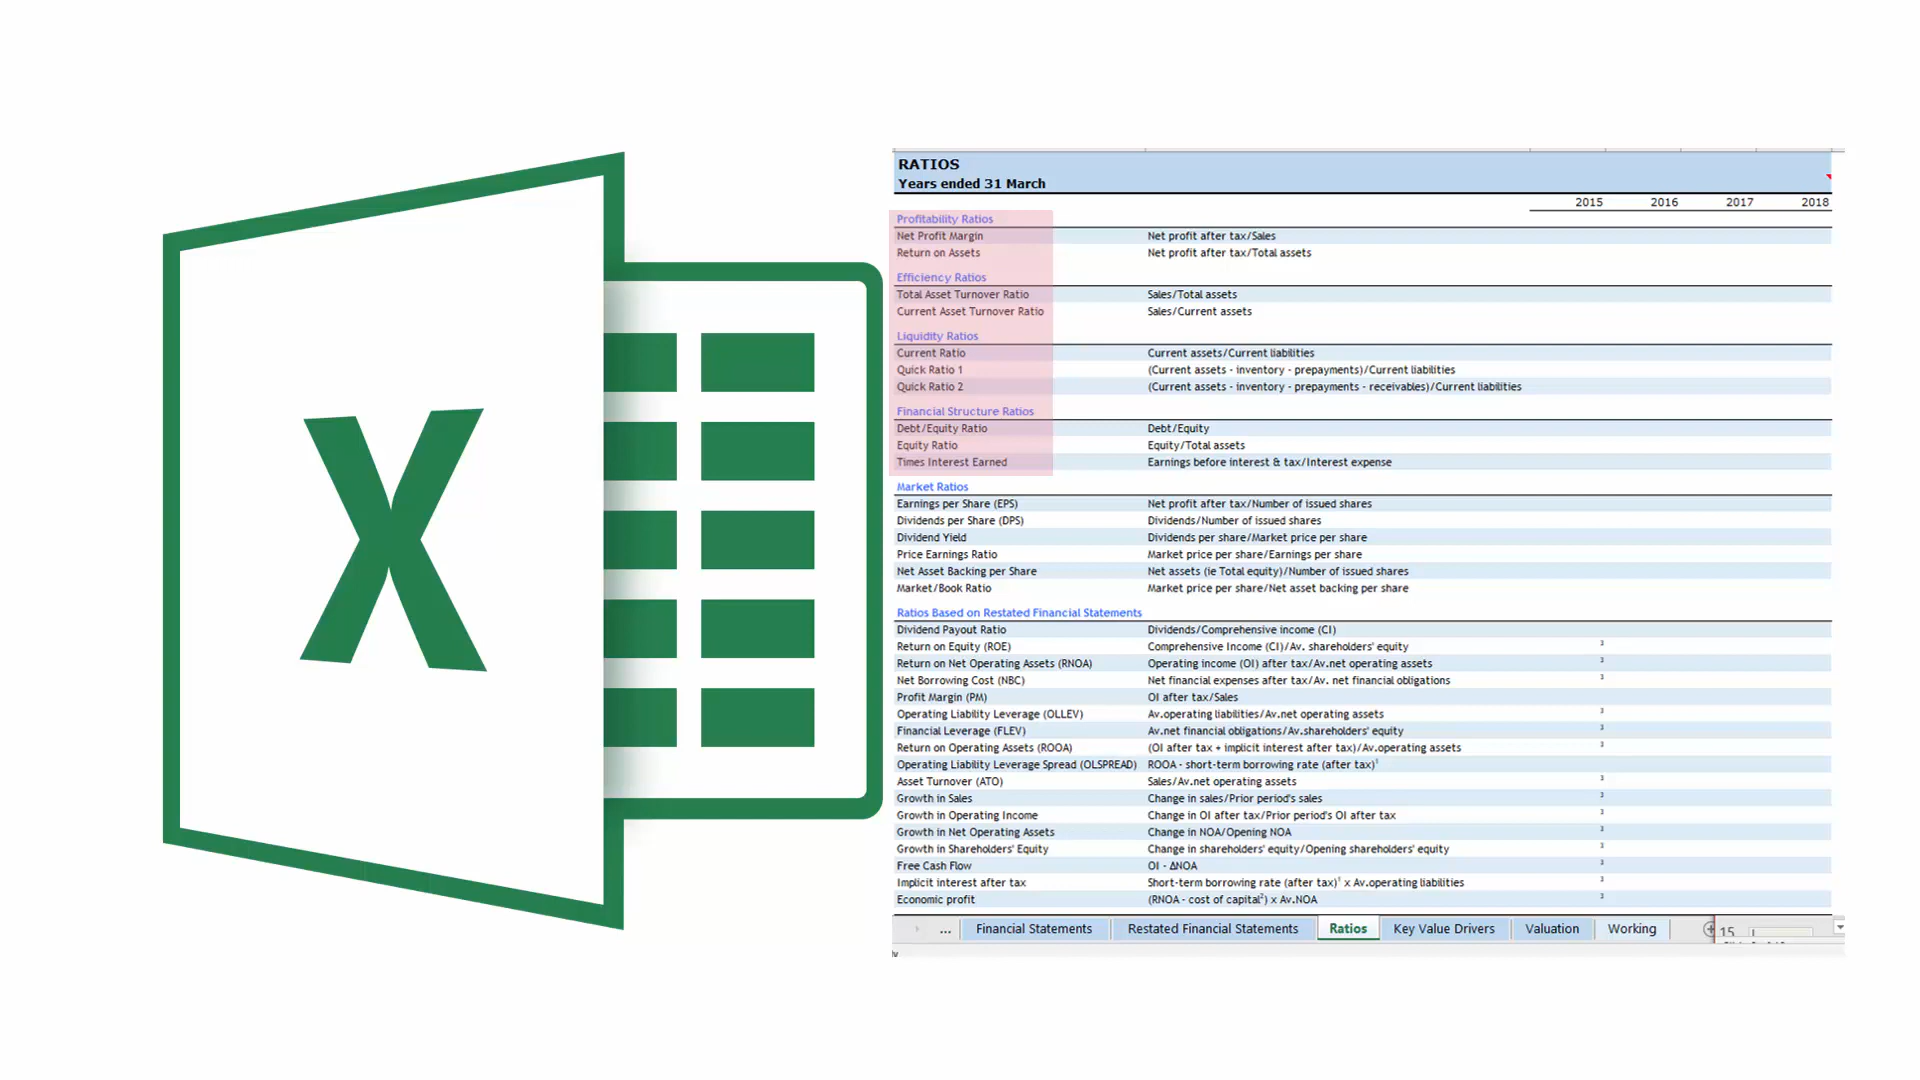 X
RATIOS
Years ended 31 March
2015 2016 2017 2018
Profitability Ratios
Net Profit Margin Net profit after tax/Sales
Return on Assets Net profit after tax/Total assets
Efficiency Ratios
Total Asset Turnover Ratio Sales/Total assets
Current Asset Turnover Ratio Sales/Current assets
Liquidity Ratios
Current Ratio Current assets/Current liabilities
Quick Ratio 1 (Current assets - inventory - prepayments)/Current liabilities
Quick Ratio 2 (Current assets - inventory - prepayments - receivables)/Current liabilities
Financial Structure Ratios
Debt/Equity Ratio Debt/Equity
Equity Ratio Equity/Total assets
Times Interest Earned Earnings before interest & tax/Interest expense
Market Ratios
Earnings per Share (EPS) Net profit after tax/Number of issued shares
Dividends per Share (DPS) Dividends/Number of issued shares
Dividend Yield Dividends per share/Market price per share
Price Earnings Ratio Market price per share/Earnings per share
Net Asset Backing per Share Net assets (ie Total equity)/Number of issued shares
Market/Book Ratio Market price per share/Net asset backing per share
Ratios Based on Restated Financial Statements
Dividend Payout Ratio Dividends/Comprehensive income (CI)
Return on Equity (ROE) Comprehensive Income (CI)/Av. shareholders' equity ³
Return on Net Operating Assets (RNOA) Operating income (OI) after tax/Av.net operating assets ³
Net Borrowing Cost (NBC) Net financial expenses after tax/Av. net financial obligations ³
Profit Margin (PM) OI after tax/Sales
Operating Liability Leverage (OLLEV) Av.operating liabilities/Av.net operating assets ³
Financial Leverage (FLEV) Av.net financial obligations/Av.shareholders' equity ³
Return on Operating Assets (ROOA) (OI after tax + implicit interest after tax)/Av.operating assets ³
Operating Liability Leverage Spread (OLSPREAD) ROOA - short-term borrowing rate (after tax)¹
Asset Turnover (ATO) Sales/Av.net operating assets ³
Growth in Sales Change in sales/Prior period's sales ³
Growth in Operating Income Change in OI after tax/Prior period's OI after tax ³
Growth in Net Operating Assets Change in NOA/Opening NOA ³
Growth in Shareholders' Equity Change in shareholders' equity/Opening shareholders' equity ³
Free Cash Flow OI - ΔNOA ³
Implicit interest after tax Short-term borrowing rate (after tax)¹ x Av.operating liabilities ³
Economic profit (RNOA - cost of capital²) x Av.NOA ³
... Financial Statements Restated Financial Statements Ratios Key Value Drivers Valuation Working 15